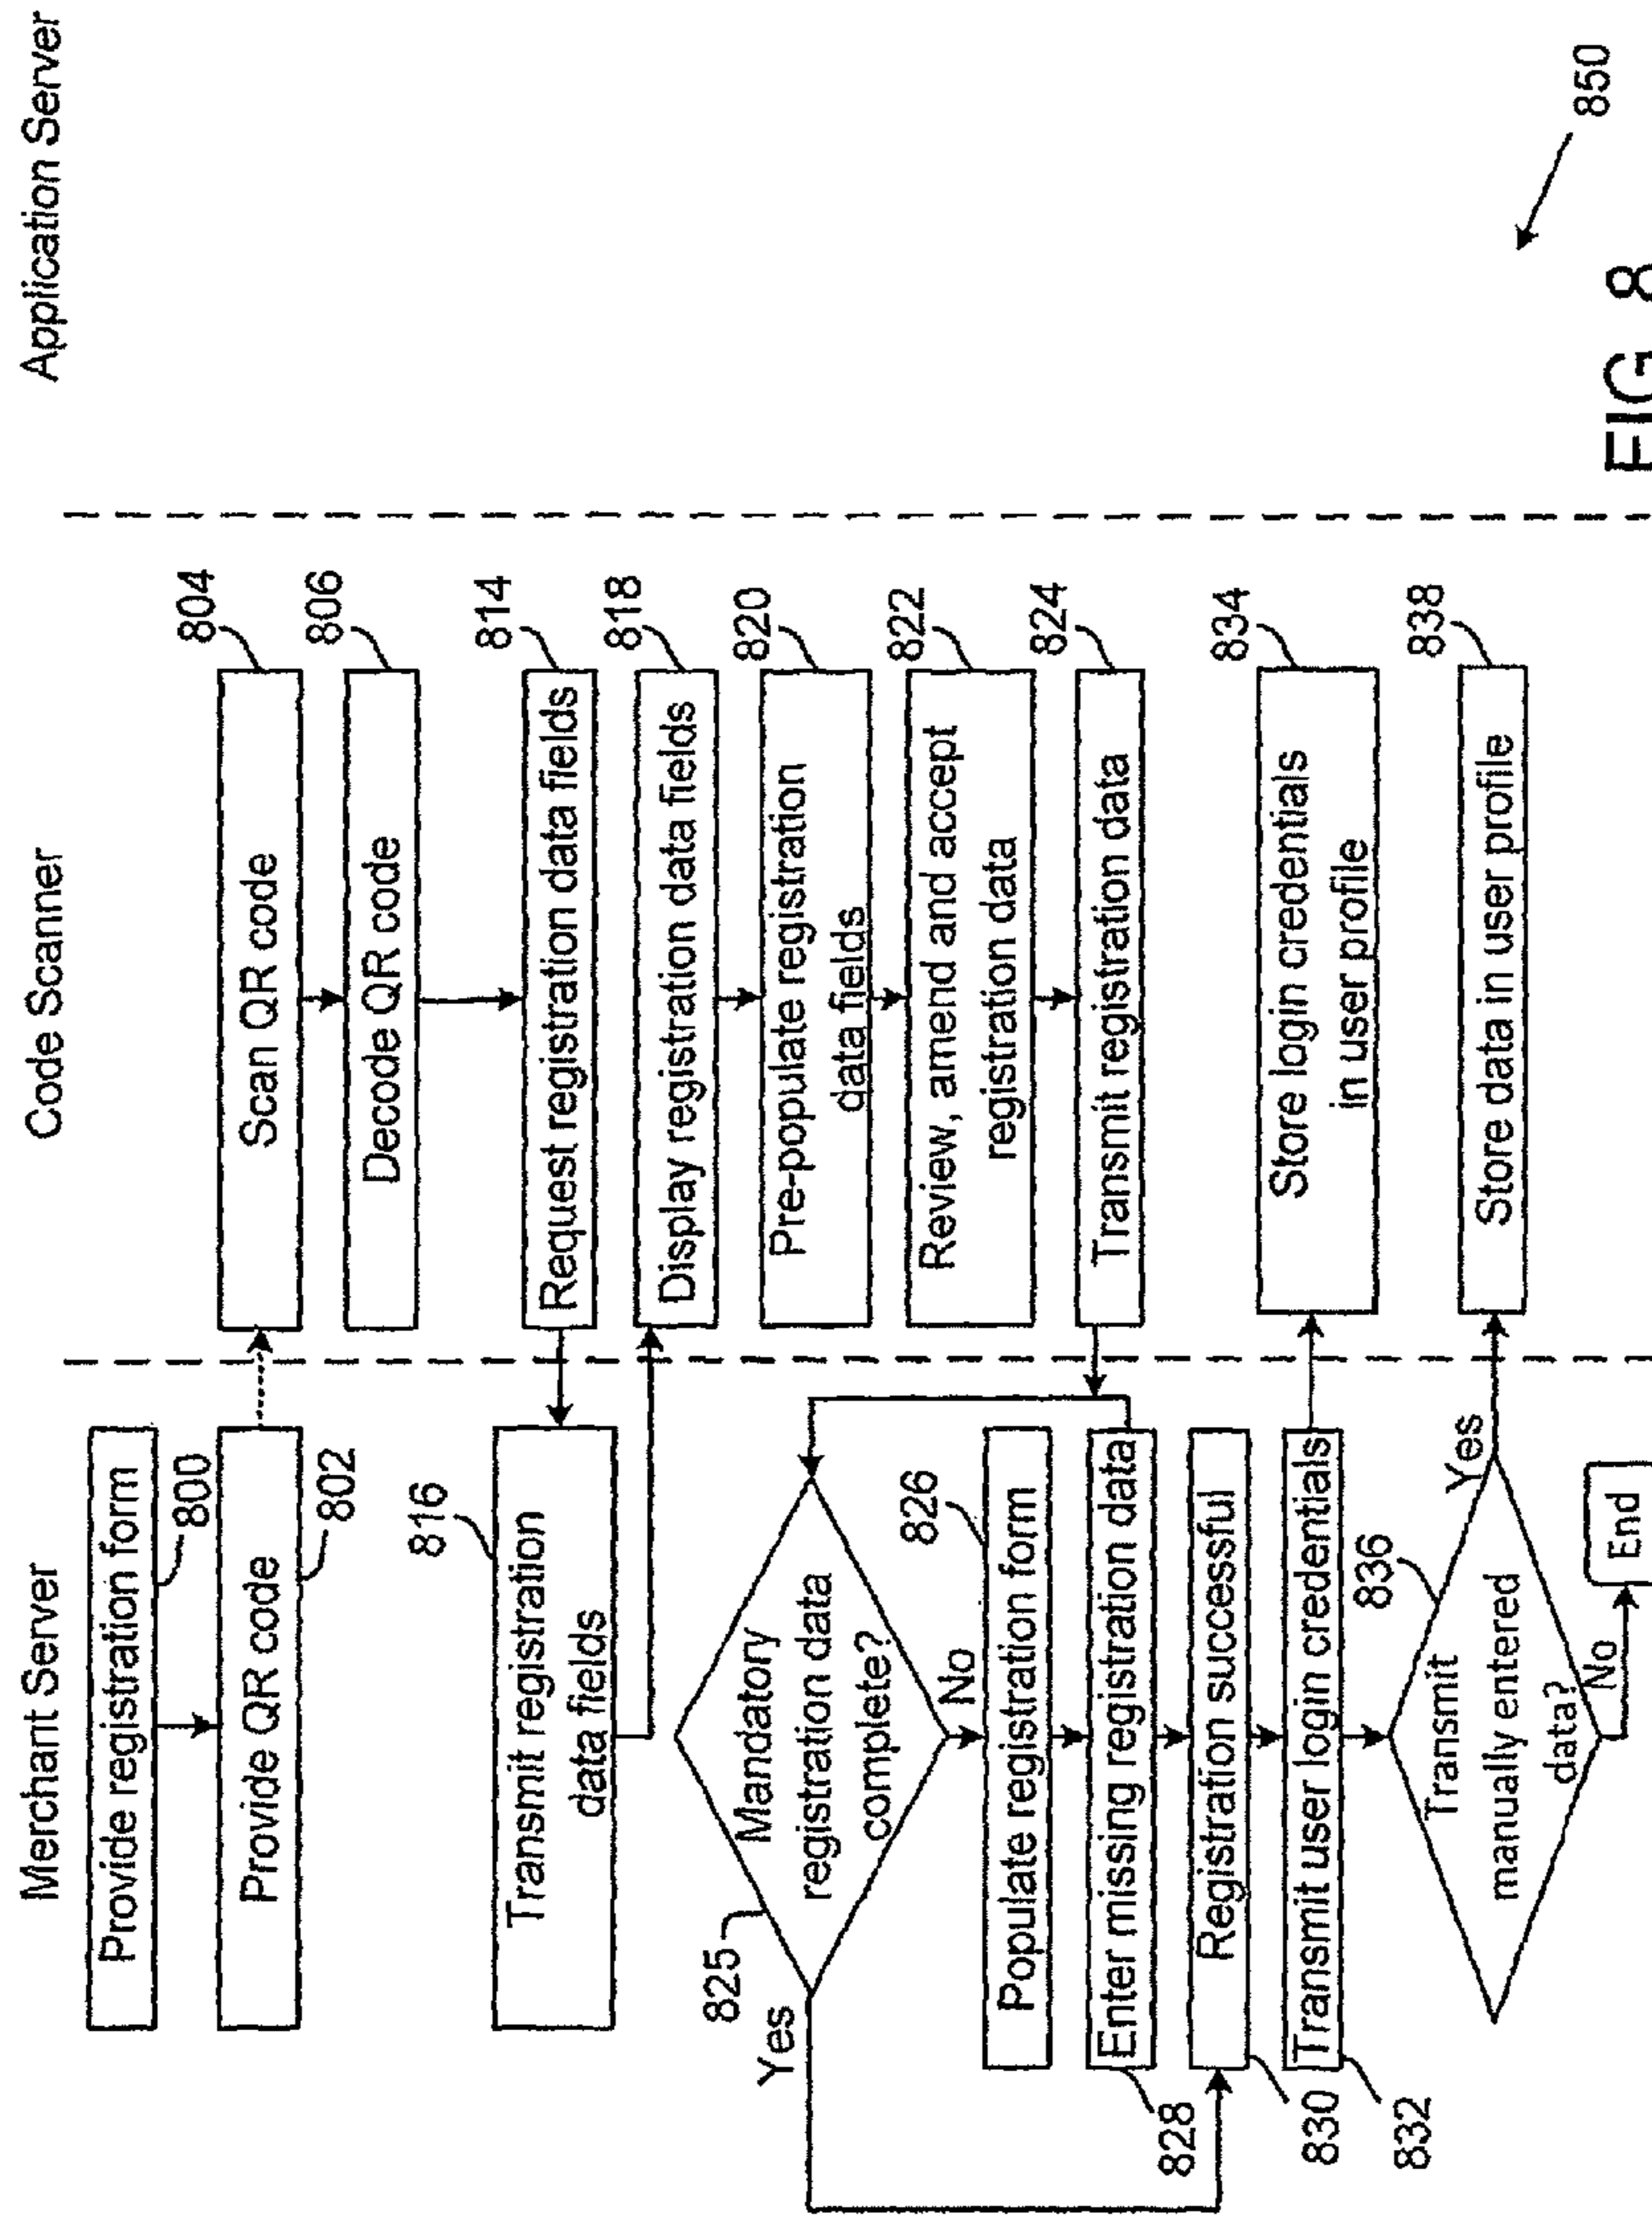 Merchant Server
Code Scanner
Application Server
Provide registration form
800
Provide QR code
802
Scan QR code
804
Decode QR code
806
Request registration data fields
814
816
Transmit registration
data fields
Display registration data fields
818
Pre-populate registration
data fields
820
Review, amend and accept
registration data
822
Transmit registration data
824
825
Mandatory
registration data
complete?
Yes
No
826
Populate registration form
Enter missing registration data
828
Registration successful
830
Transmit user login credentials
832
Store login credentials
in user profile
834
836
Transmit
manually entered
data?
Yes
No
End
Store data in user profile
838
850
FIG. 8